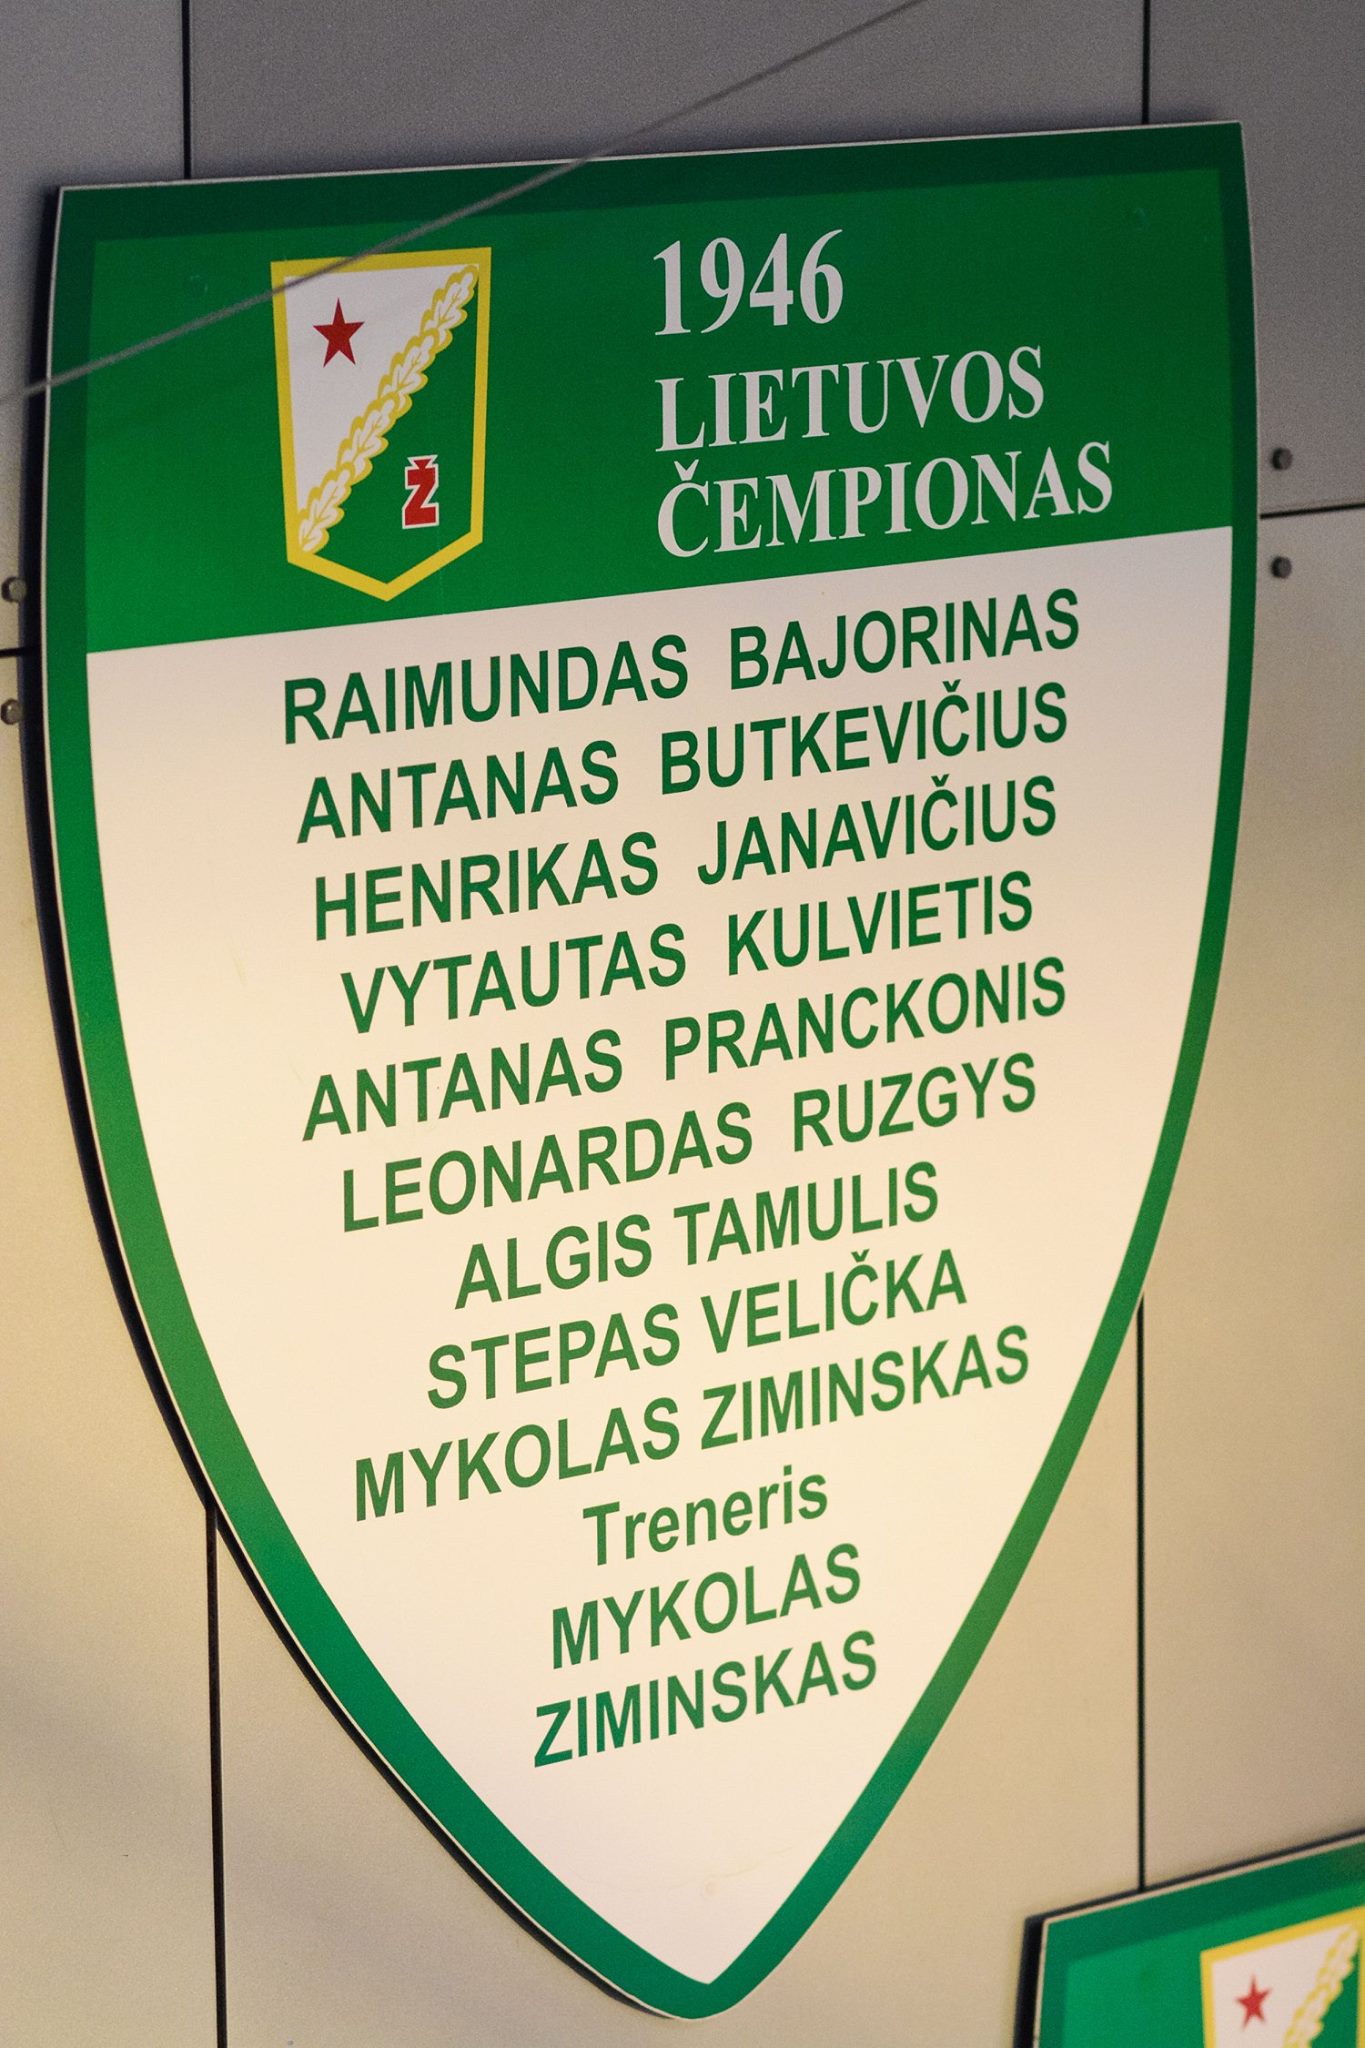 1946
LIETUVOS
ČEMPIONAS
Ž
RAIMUNDAS BAJORINAS
ANTANAS BUTKEVIČIUS
HENRIKAS JANAVIČIUS
VYTAUTAS KULVIETIS
ANTANAS PRANCKONIS
LEONARDAS RUZGYS
ALGIS TAMULIS
STEPAS VELIČKA
MYKOLAS ZIMINSKAS
Treneris
MYKOLAS
ZIMINSKAS